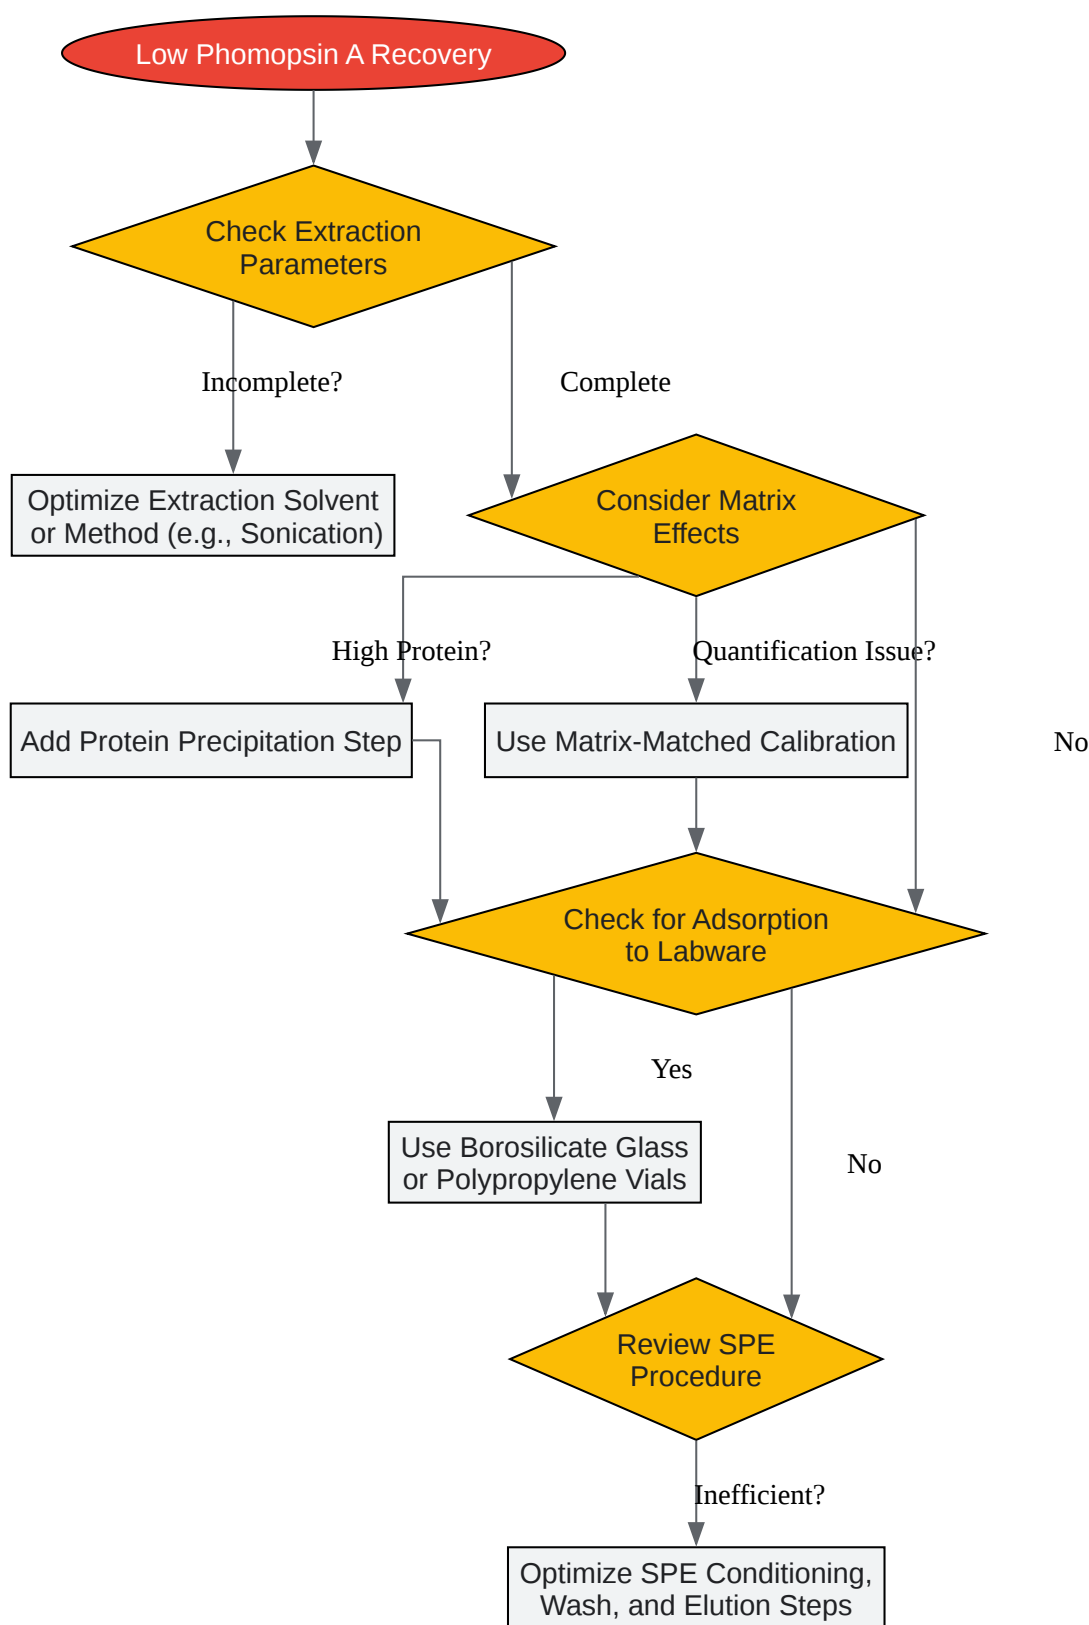 Low Phomopsin A Recovery
Check Extraction
Parameters
Incomplete?
Complete
Optimize Extraction Solvent
or Method (e.g., Sonication)
Consider Matrix
Effects
High Protein?
Quantification Issue?
Add Protein Precipitation Step
Use Matrix-Matched Calibration
No
Check for Adsorption
to Labware
Yes
Use Borosilicate Glass
or Polypropylene Vials
No
Review SPE
Procedure
Inefficient?
Optimize SPE Conditioning,
Wash, and Elution Steps